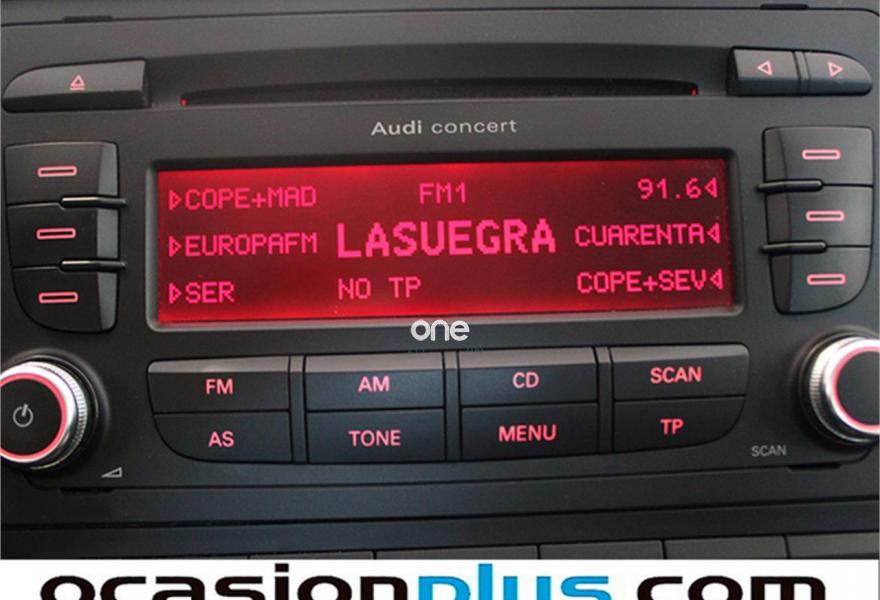 Audi concert
COPE+MAD FM1 91.6
EUROPAFM LASUEGRA CUARENTA
SER NO TP COPE+SEV
one
FM AM CD SCAN
AS TONE MENU TP
SCAN
ocasionplus.com